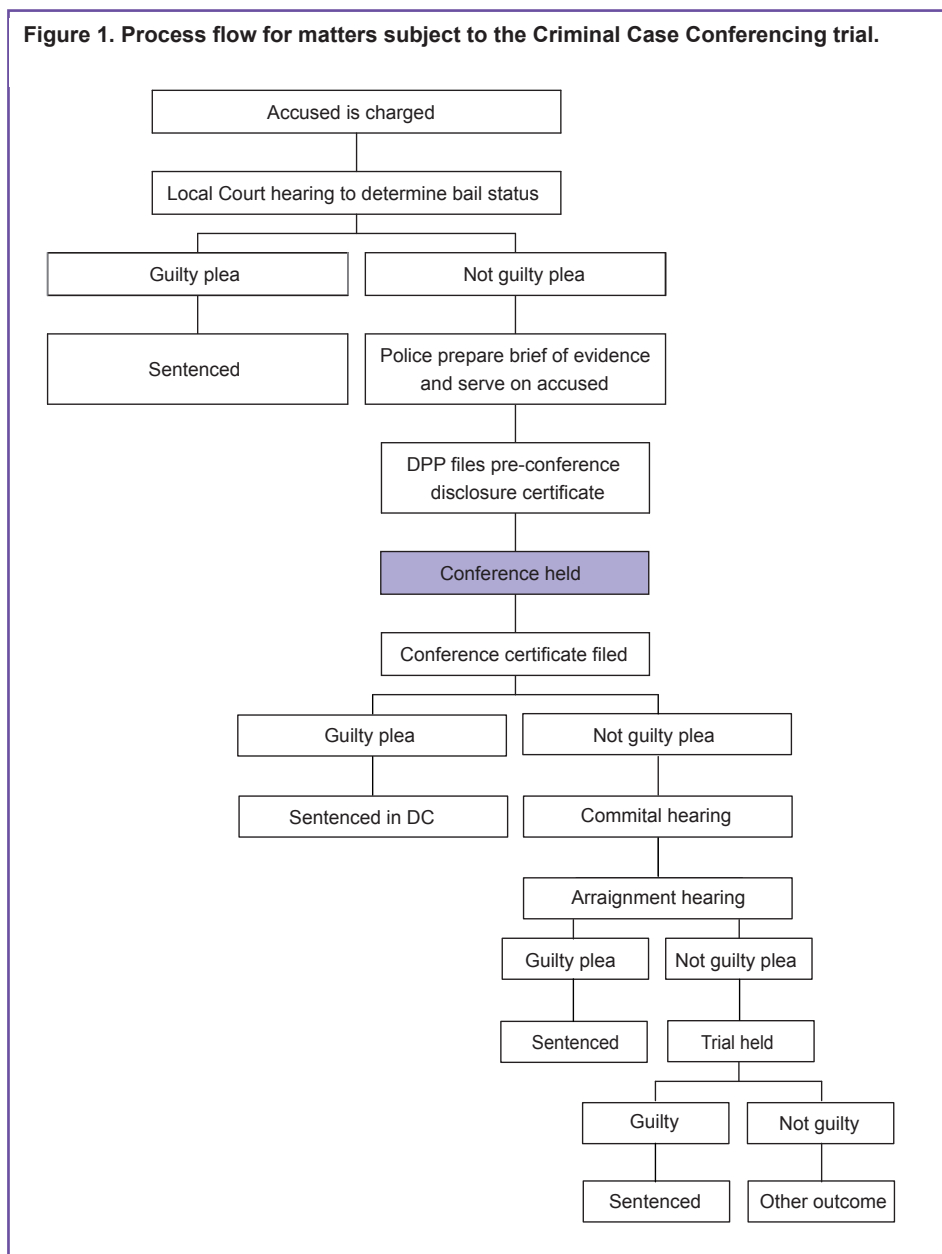 Figure 1. Process flow for matters subject to the Criminal Case Conferencing trial.
Accused is charged
Local Court hearing to determine bail status
Guilty plea
Not guilty plea
Sentenced
Police prepare brief of evidence
and serve on accused
DPP files pre-conference
disclosure certificate
Conference held
Conference certificate filed
Guilty plea
Not guilty plea
Sentenced in DC
Commital hearing
Arraignment hearing
Guilty plea
Not guilty plea
Sentenced
Trial held
Guilty
Not guilty
Sentenced
Other outcome